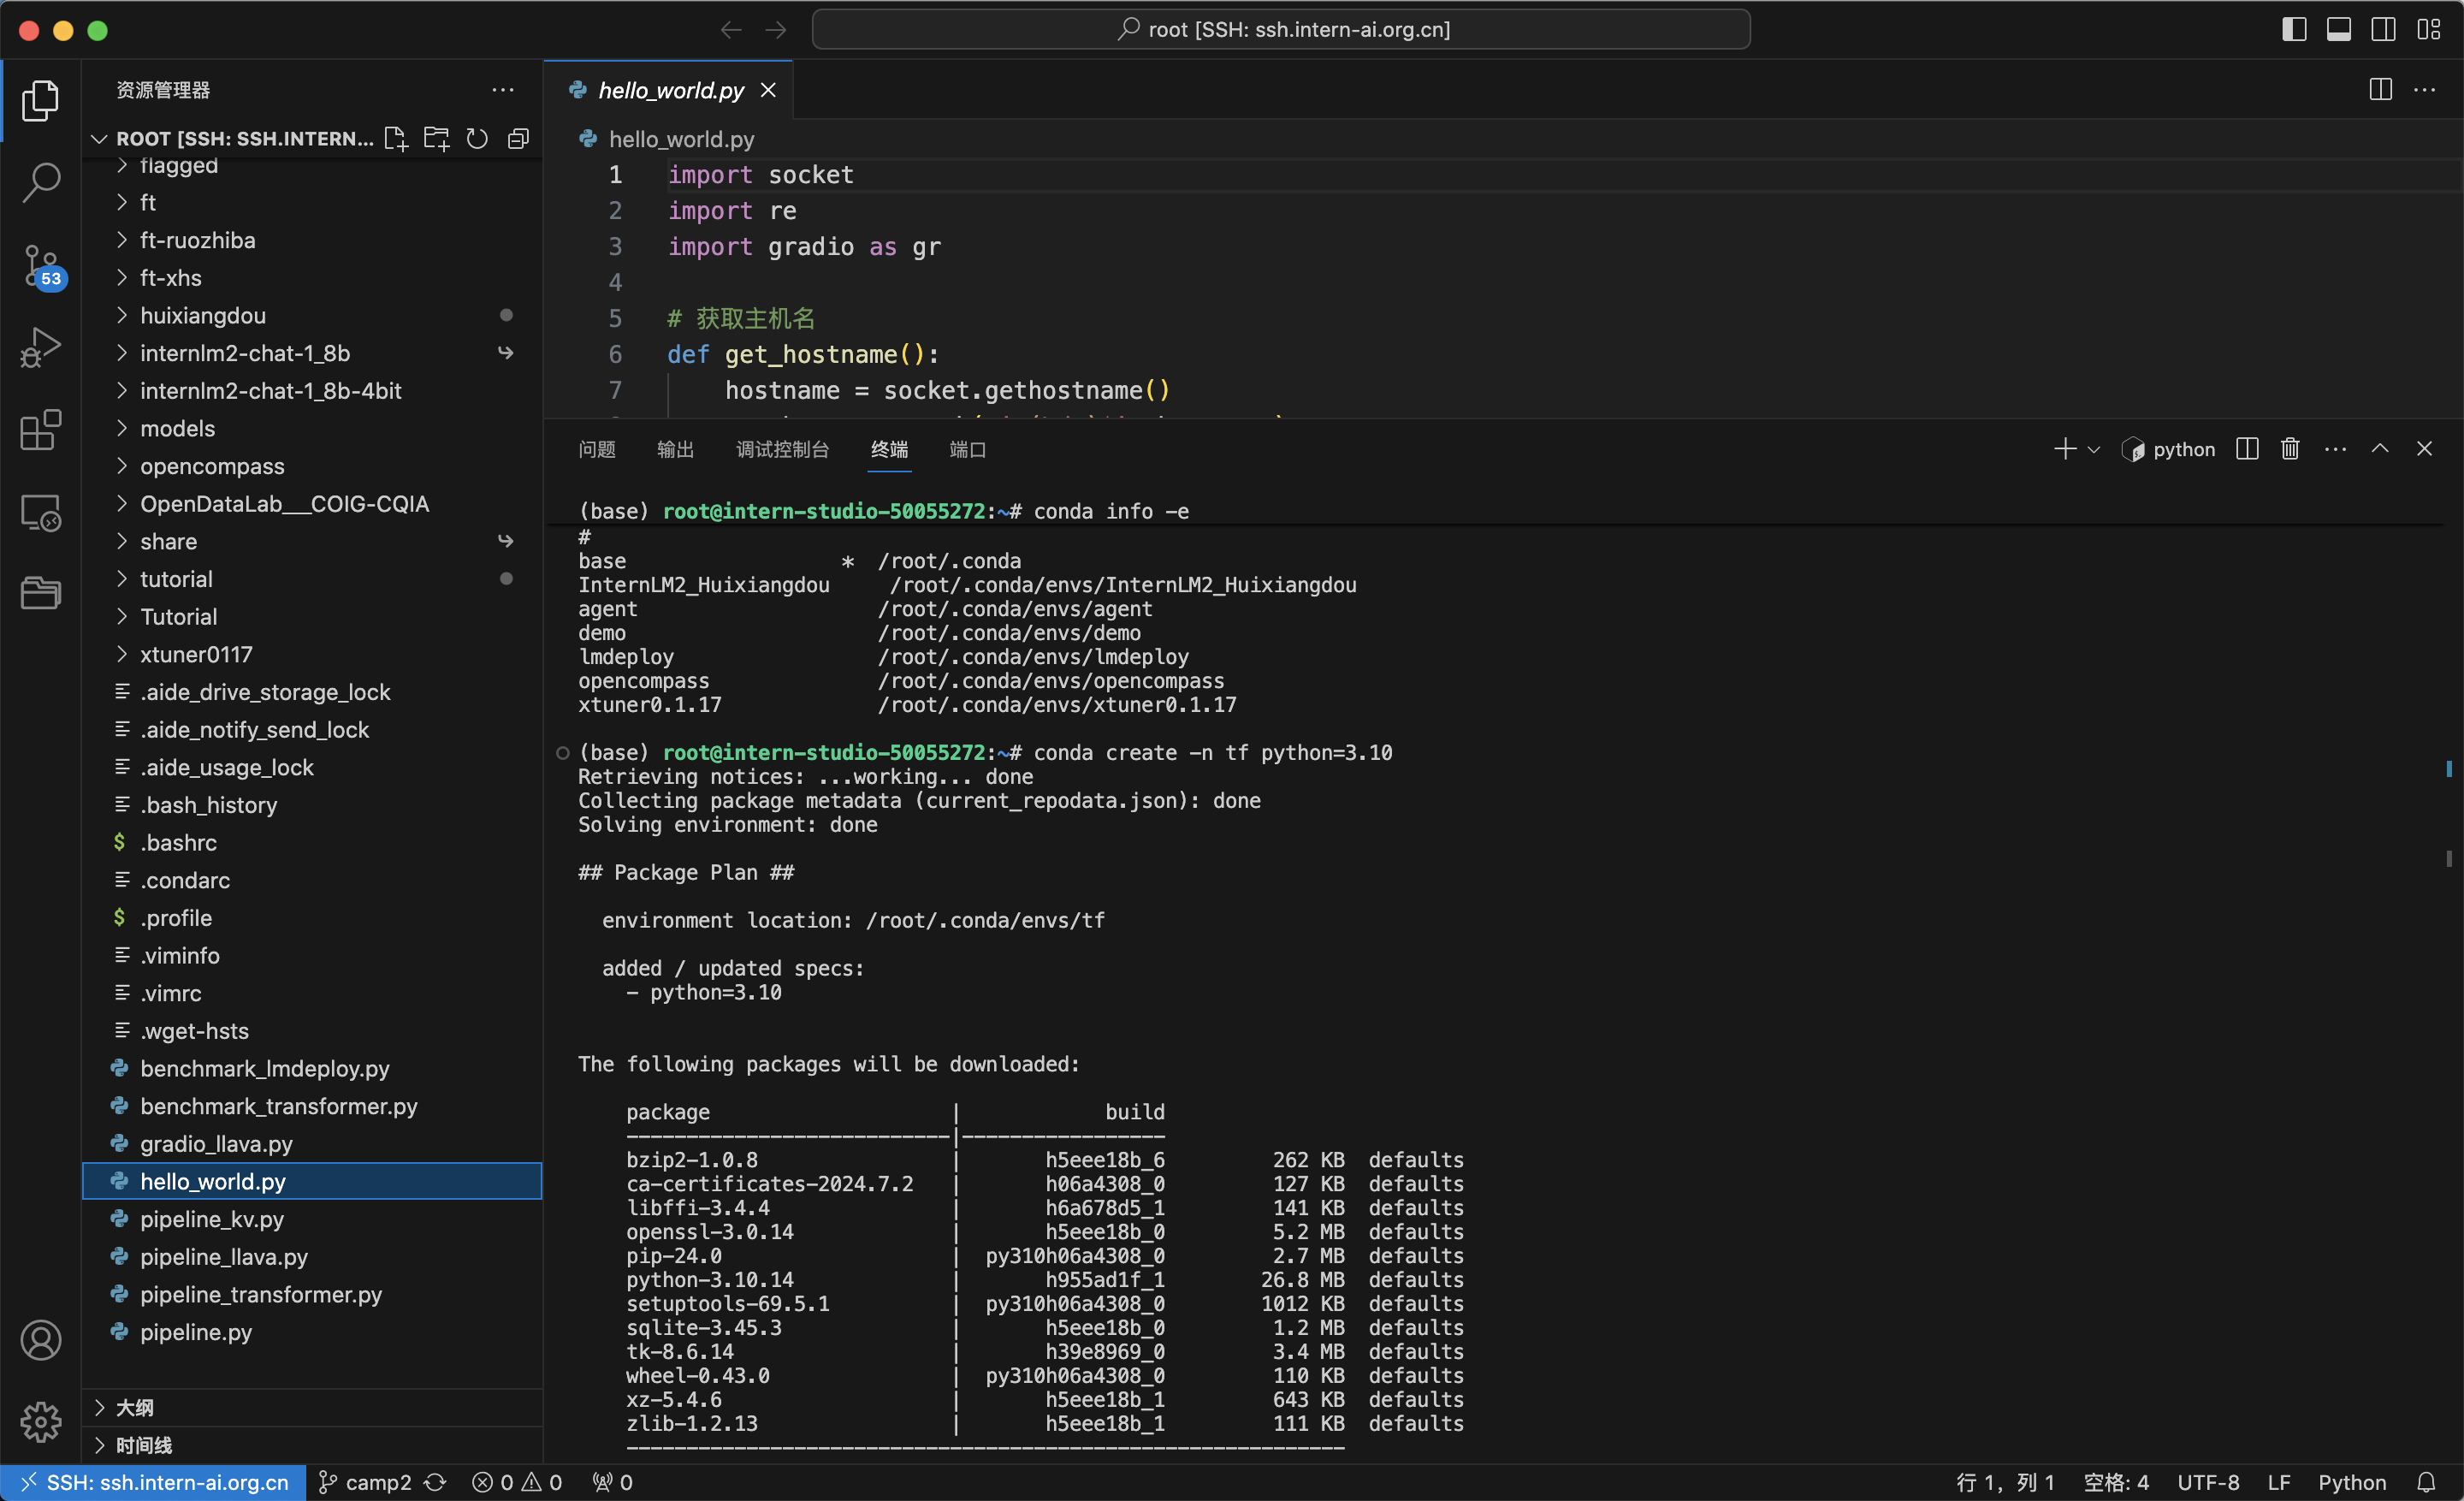 root [SSH: ssh.intern-ai.org.cn]
资源管理器
ROOT [SSH: SSH.INTERN...
flagged
ft
ft-ruozhiba
ft-xhs
huixiangdou
internlm2-chat-1_8b
internlm2-chat-1_8b-4bit
models
opencompass
OpenDataLab___COIG-CQIA
share
tutorial
Tutorial
xtuner0117
.aide_drive_storage_lock
.aide_notify_send_lock
.aide_usage_lock
.bash_history
.bashrc
.condarc
.profile
.viminfo
.vimrc
.wget-hsts
benchmark_lmdeploy.py
benchmark_transformer.py
gradio_llava.py
hello_world.py
pipeline_kv.py
pipeline_llava.py
pipeline_transformer.py
pipeline.py
大纲
时间线
53
hello_world.py
hello_world.py
1 import socket
2 import re
3 import gradio as gr
4
5 # 获取主机名
6 def get_hostname():
7 hostname = socket.gethostname()
问题 输出 调试控制台 终端 端口
python
(base) root@intern-studio-50055272:~# conda info -e
#
base * /root/.conda
InternLM2_Huixiangdou /root/.conda/envs/InternLM2_Huixiangdou
agent /root/.conda/envs/agent
demo /root/.conda/envs/demo
lmdeploy /root/.conda/envs/lmdeploy
opencompass /root/.conda/envs/opencompass
xtuner0.1.17 /root/.conda/envs/xtuner0.1.17
(base) root@intern-studio-50055272:~# conda create -n tf python=3.10
Retrieving notices: ...working... done
Collecting package metadata (current_repodata.json): done
Solving environment: done
## Package Plan ##
environment location: /root/.conda/envs/tf
added / updated specs:
- python=3.10
The following packages will be downloaded:
package | build
---------------------------|-----------------
bzip2-1.0.8 | h5eee18b_6 262 KB defaults
ca-certificates-2024.7.2 | h06a4308_0 127 KB defaults
libffi-3.4.4 | h6a678d5_1 141 KB defaults
openssl-3.0.14 | h5eee18b_0 5.2 MB defaults
pip-24.0 | py310h06a4308_0 2.7 MB defaults
python-3.10.14 | h955ad1f_1 26.8 MB defaults
setuptools-69.5.1 | py310h06a4308_0 1012 KB defaults
sqlite-3.45.3 | h5eee18b_0 1.2 MB defaults
tk-8.6.14 | h39e8969_0 3.4 MB defaults
wheel-0.43.0 | py310h06a4308_0 110 KB defaults
xz-5.4.6 | h5eee18b_1 643 KB defaults
zlib-1.2.13 | h5eee18b_1 111 KB defaults
------------------------------------------------------------
SSH: ssh.intern-ai.org.cn camp2 0 0 0 行 1，列 1 空格: 4 UTF-8 LF Python